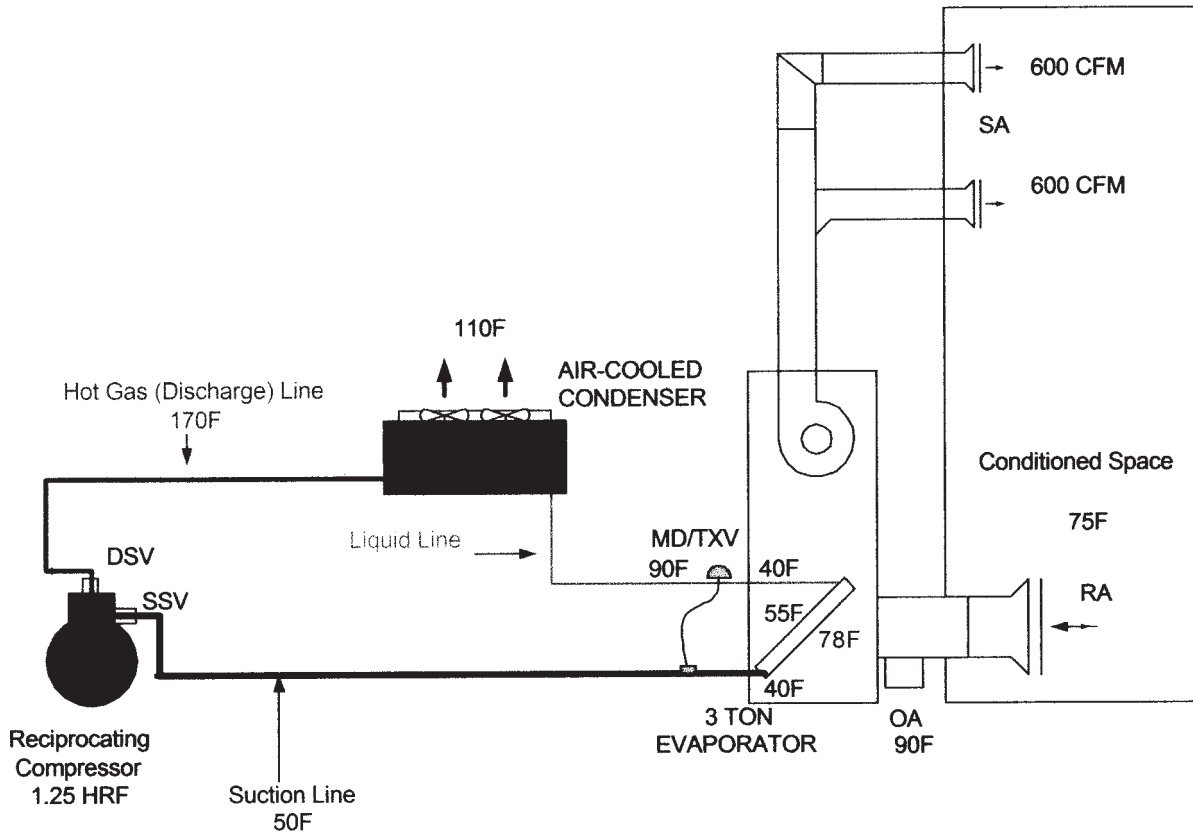 600 CFM
SA
600 CFM
110F
AIR-COOLED
CONDENSER
Hot Gas (Discharge) Line
170F
Conditioned Space
75F
Liquid Line
MD/TXV
90F
40F
DSV
SSV
55F
78F
RA
40F
3 TON
EVAPORATOR
OA
90F
Reciprocating
Compressor
1.25 HRF
Suction Line
50F